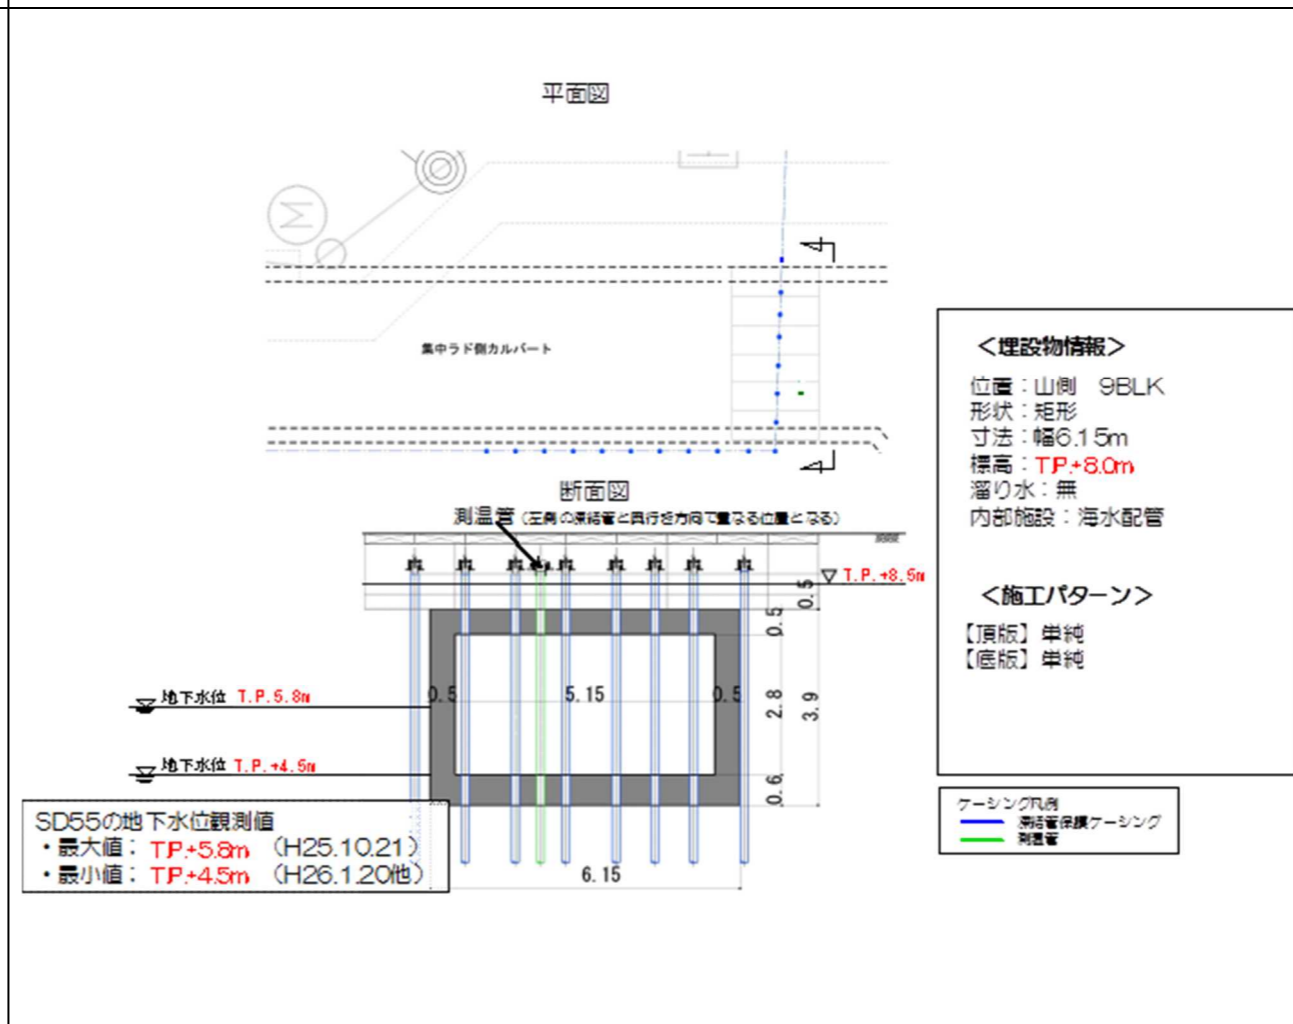 平面図
M
集中ラド側カルバート
断面図
測温管(左側の凍結管と奥行き方向で重なる位置となる)
T.P.+8.5m
0.5
0.5
地下水位 T.P.5.8m
0.5
5.15
0.5
2.8
3.9
地下水位 T.P.+4.5m
0.6
6.15
SD55の地下水位観測値
・最大値: T.P.+5.8m (H25.10.21)
・最小値: T.P.+4.5m (H26.1.20他)
<埋設物情報>
位置:山側 9BLK
形状:矩形
寸法:幅6.15m
標高:T.P.+8.0m
溜り水:無
内部施設:海水配管
<施工パターン>
【頂版】単純
【底版】単純
ケーシング凡例
凍結管保護ケーシング
測温管